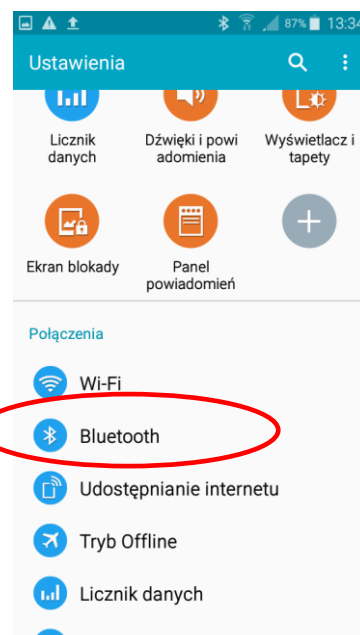 87% 13:34
Ustawienia
Licznik
danych
Dźwięki i powi
adomienia
Wyświetlacz i
tapety
Ekran blokady
Panel
powiadomień
Połączenia
Wi-Fi
Bluetooth
Udostępnianie internetu
Tryb Offline
Licznik danych